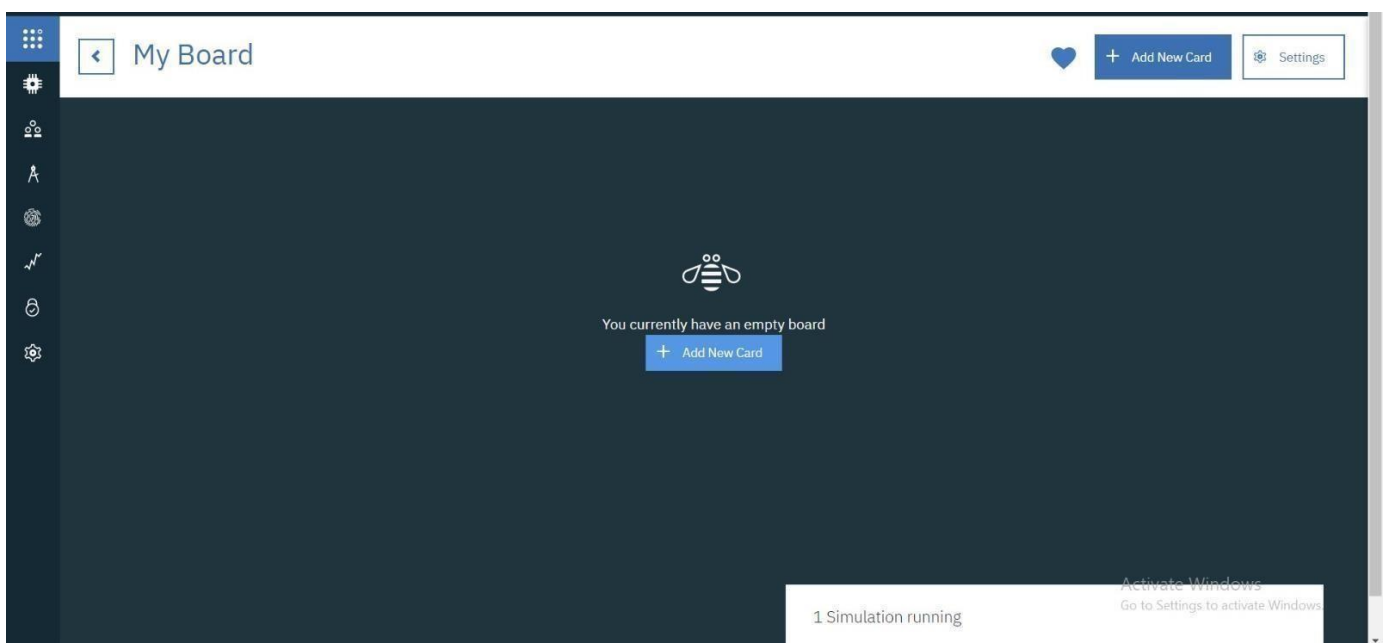 My Board
+ Add New Card
Settings
You currently have an empty board
+ Add New Card
1 Simulation running
Activate Windows
Go to Settings to activate Windows.